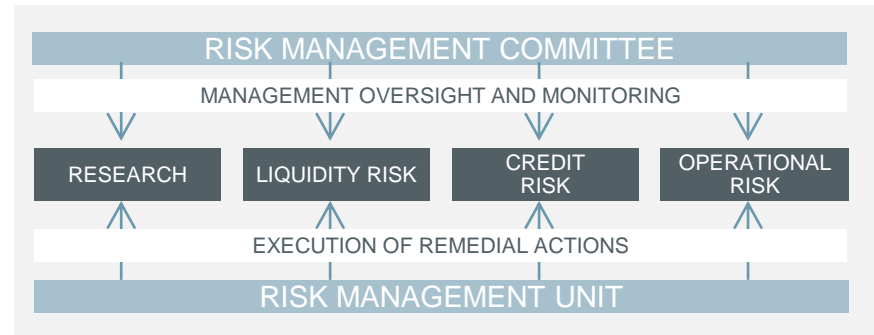 RISK MANAGEMENT COMMITTEE
MANAGEMENT OVERSIGHT AND MONITORING
RESEARCH
LIQUIDITY RISK
CREDIT
RISK
OPERATIONAL
RISK
EXECUTION OF REMEDIAL ACTIONS
RISK MANAGEMENT UNIT